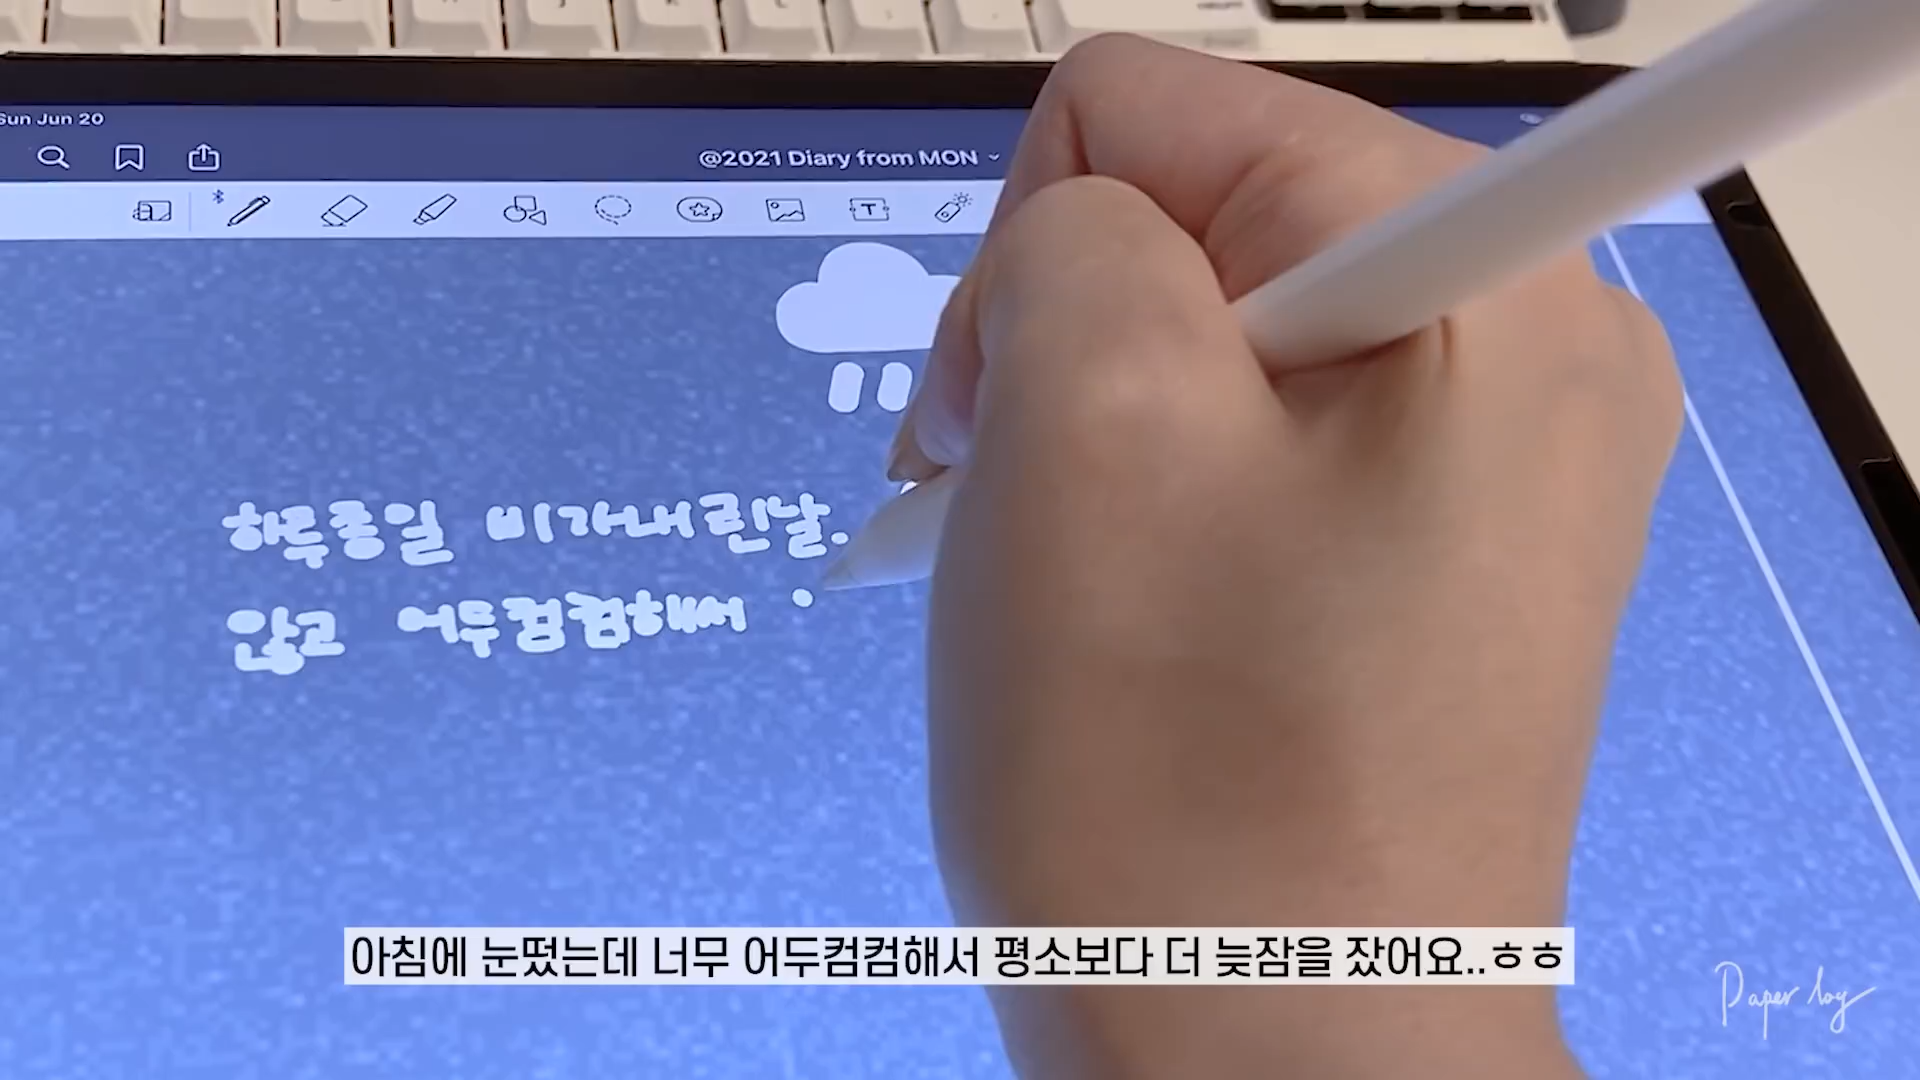 Sun Jun 20
@2021 Diary from MON
T
하루종일 비가내린날.
않고 어두컴컴해서
아침에 눈떴는데 너무 어두컴컴해서 평소보다 더 늦잠을 잤어요..ㅎㅎ
Paper log